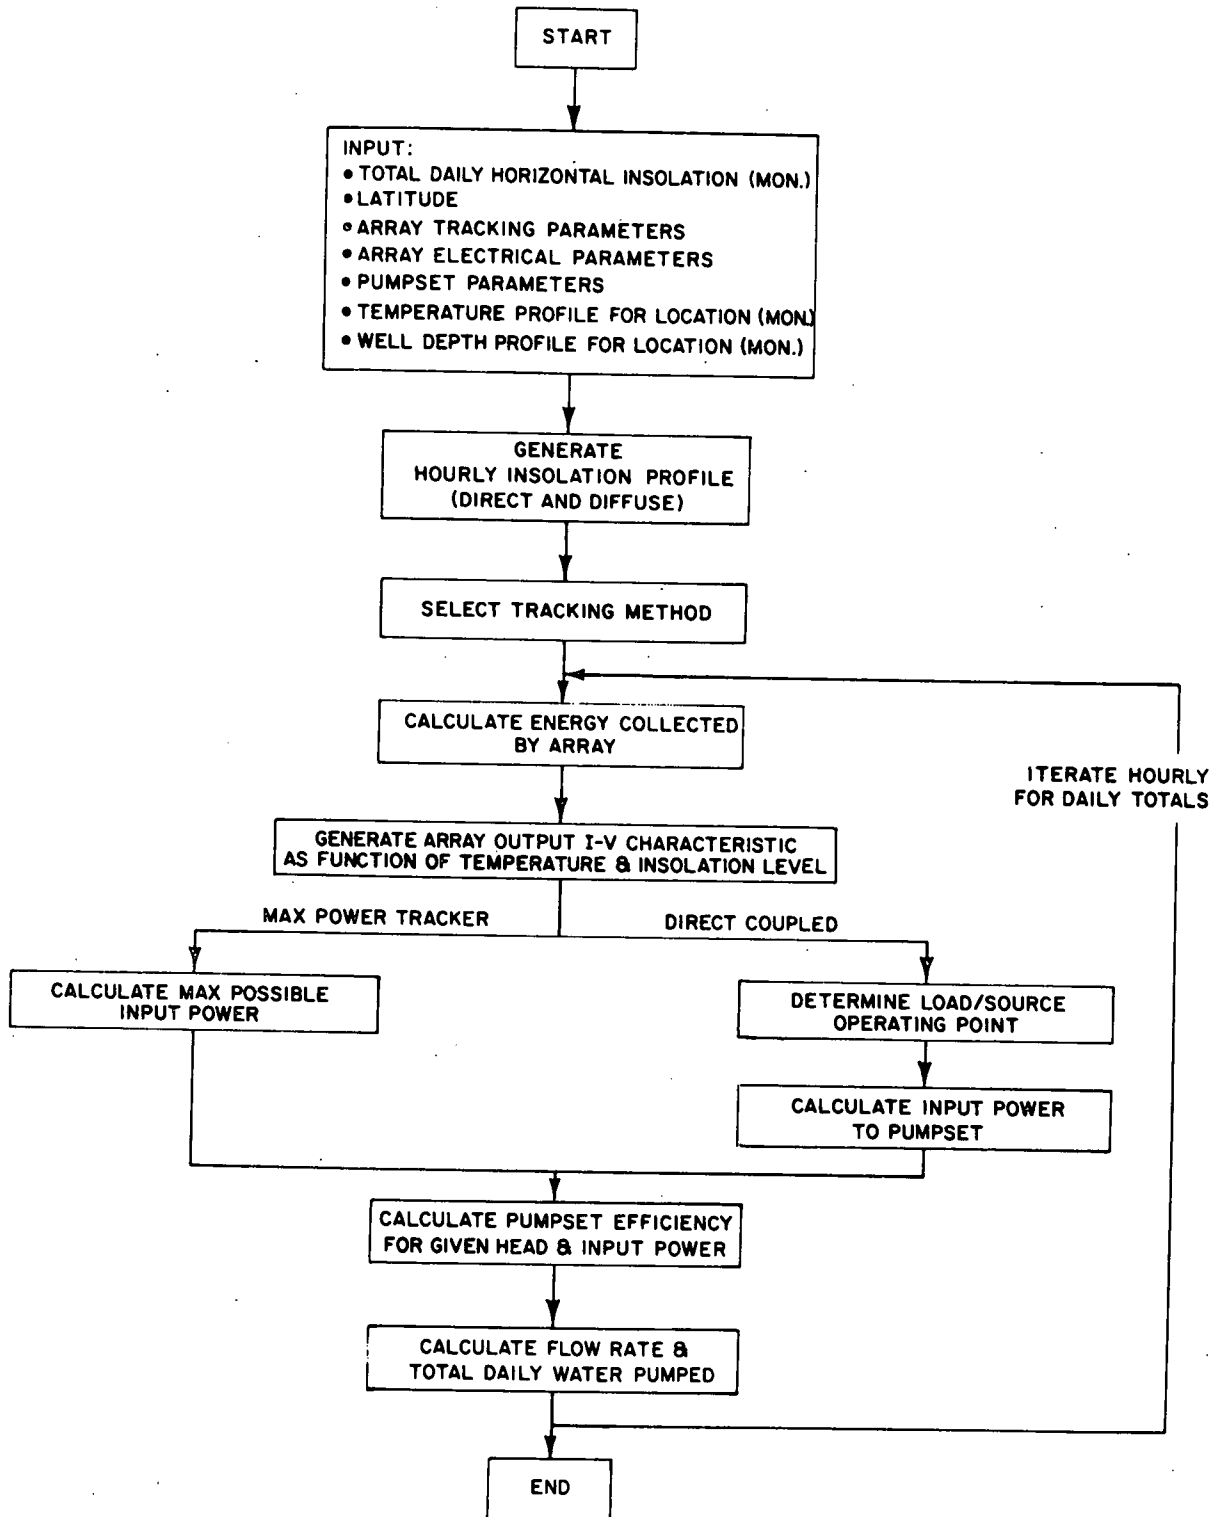 START
INPUT:
• TOTAL DAILY HORIZONTAL INSOLATION (MON.)
• LATITUDE
• ARRAY TRACKING PARAMETERS
• ARRAY ELECTRICAL PARAMETERS
• PUMPSET PARAMETERS
• TEMPERATURE PROFILE FOR LOCATION (MON.)
• WELL DEPTH PROFILE FOR LOCATION (MON.)
GENERATE
HOURLY INSOLATION PROFILE
(DIRECT AND DIFFUSE)
SELECT TRACKING METHOD
CALCULATE ENERGY COLLECTED
BY ARRAY
ITERATE HOURLY
FOR DAILY TOTALS
GENERATE ARRAY OUTPUT I-V CHARACTERISTIC
AS FUNCTION OF TEMPERATURE & INSOLATION LEVEL
MAX POWER TRACKER
DIRECT COUPLED
CALCULATE MAX POSSIBLE
INPUT POWER
DETERMINE LOAD/SOURCE
OPERATING POINT
CALCULATE INPUT POWER
TO PUMPSET
CALCULATE PUMPSET EFFICIENCY
FOR GIVEN HEAD & INPUT POWER
CALCULATE FLOW RATE &
TOTAL DAILY WATER PUMPED
END